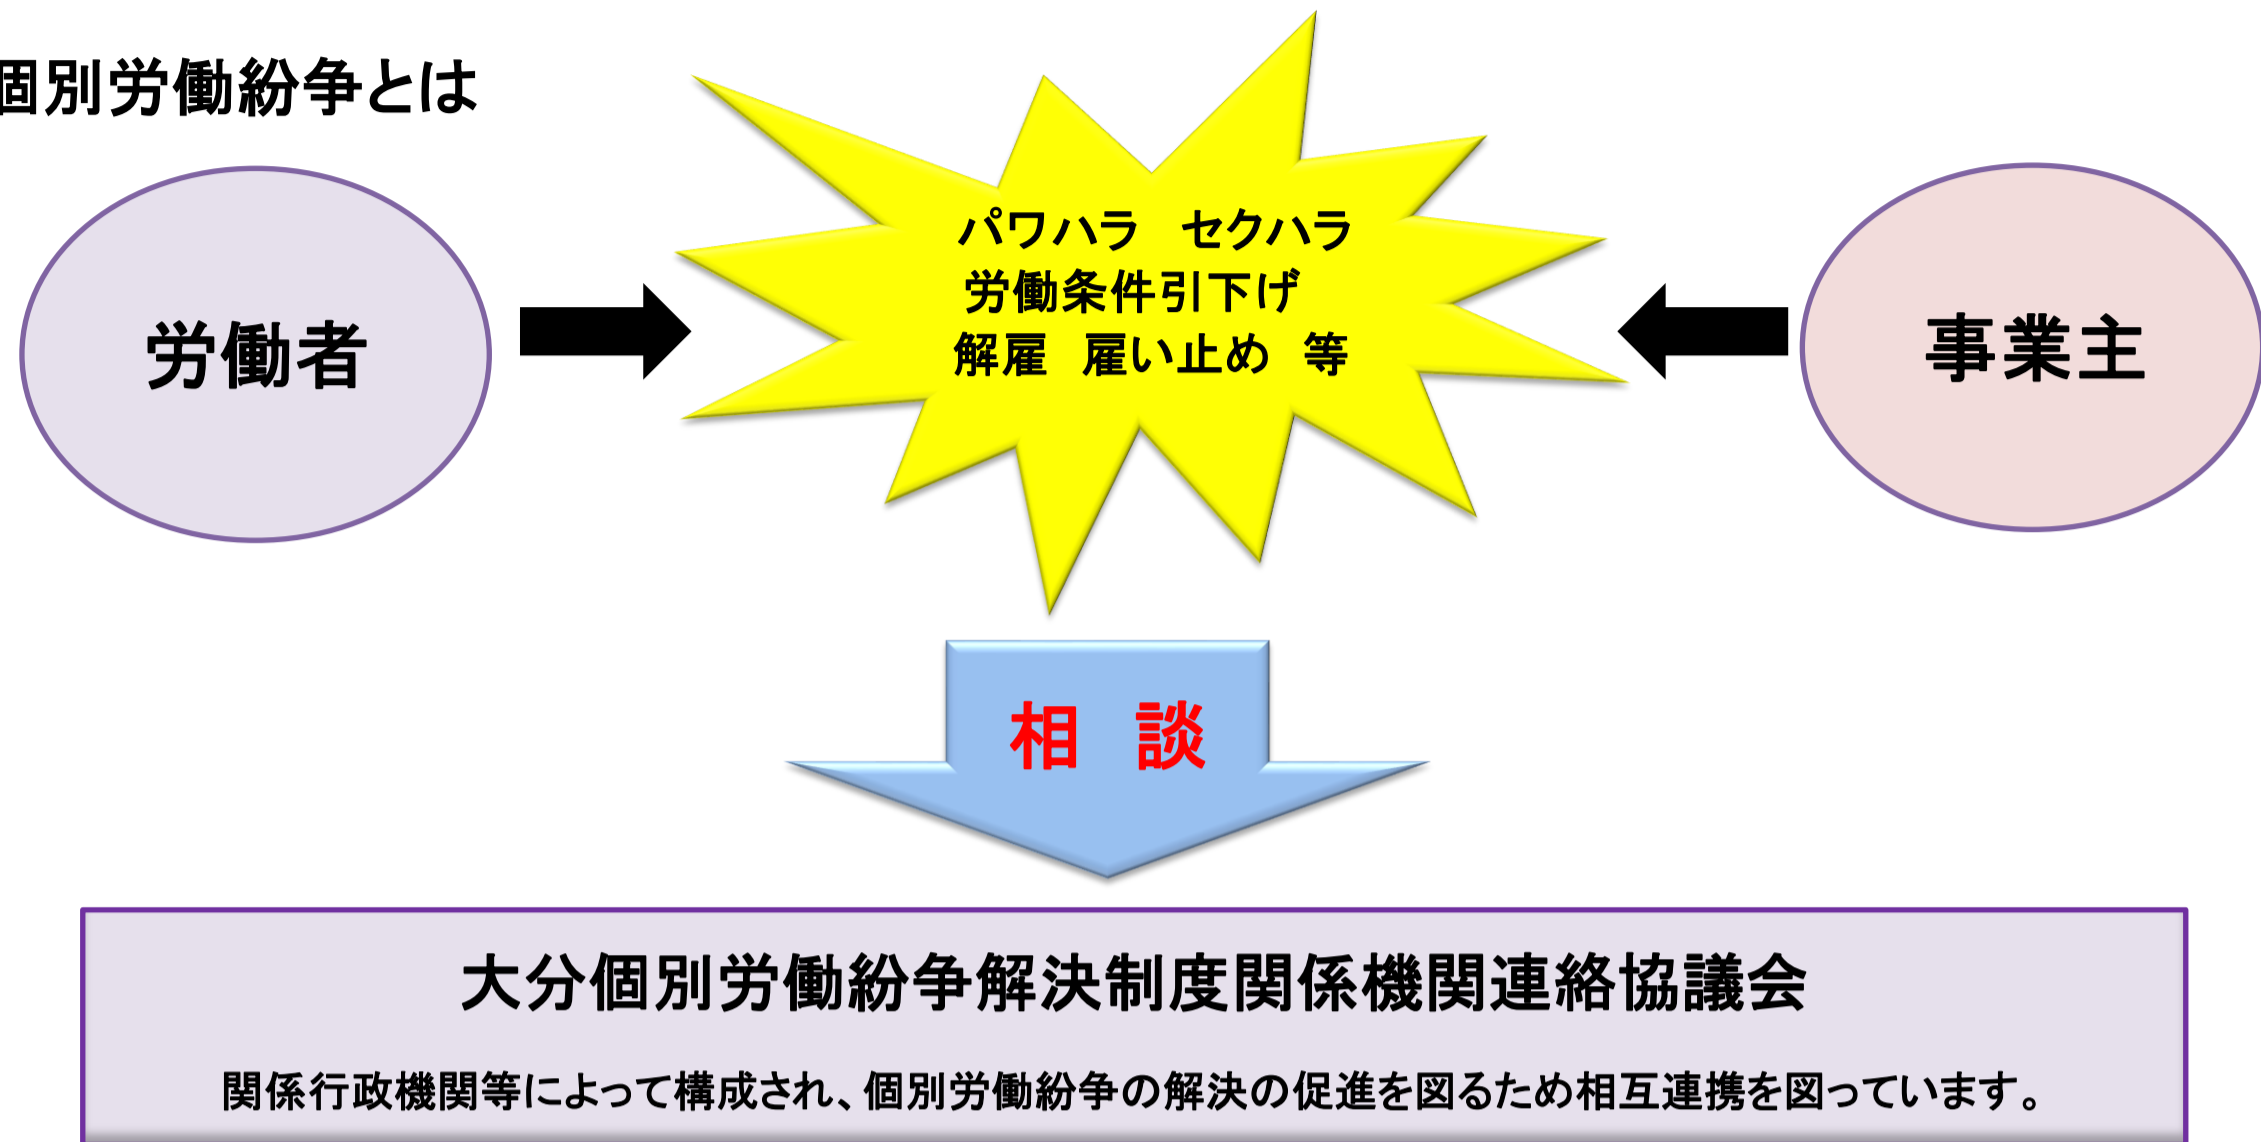 個別労働紛争とは
パワハラ　セクハラ
労働条件引下げ
解雇　雇い止め　等
労働者
事業主
相　談
大分個別労働紛争解決制度関係機関連絡協議会
関係行政機関等によって構成され、個別労働紛争の解決の促進を図るため相互連携を図っています。